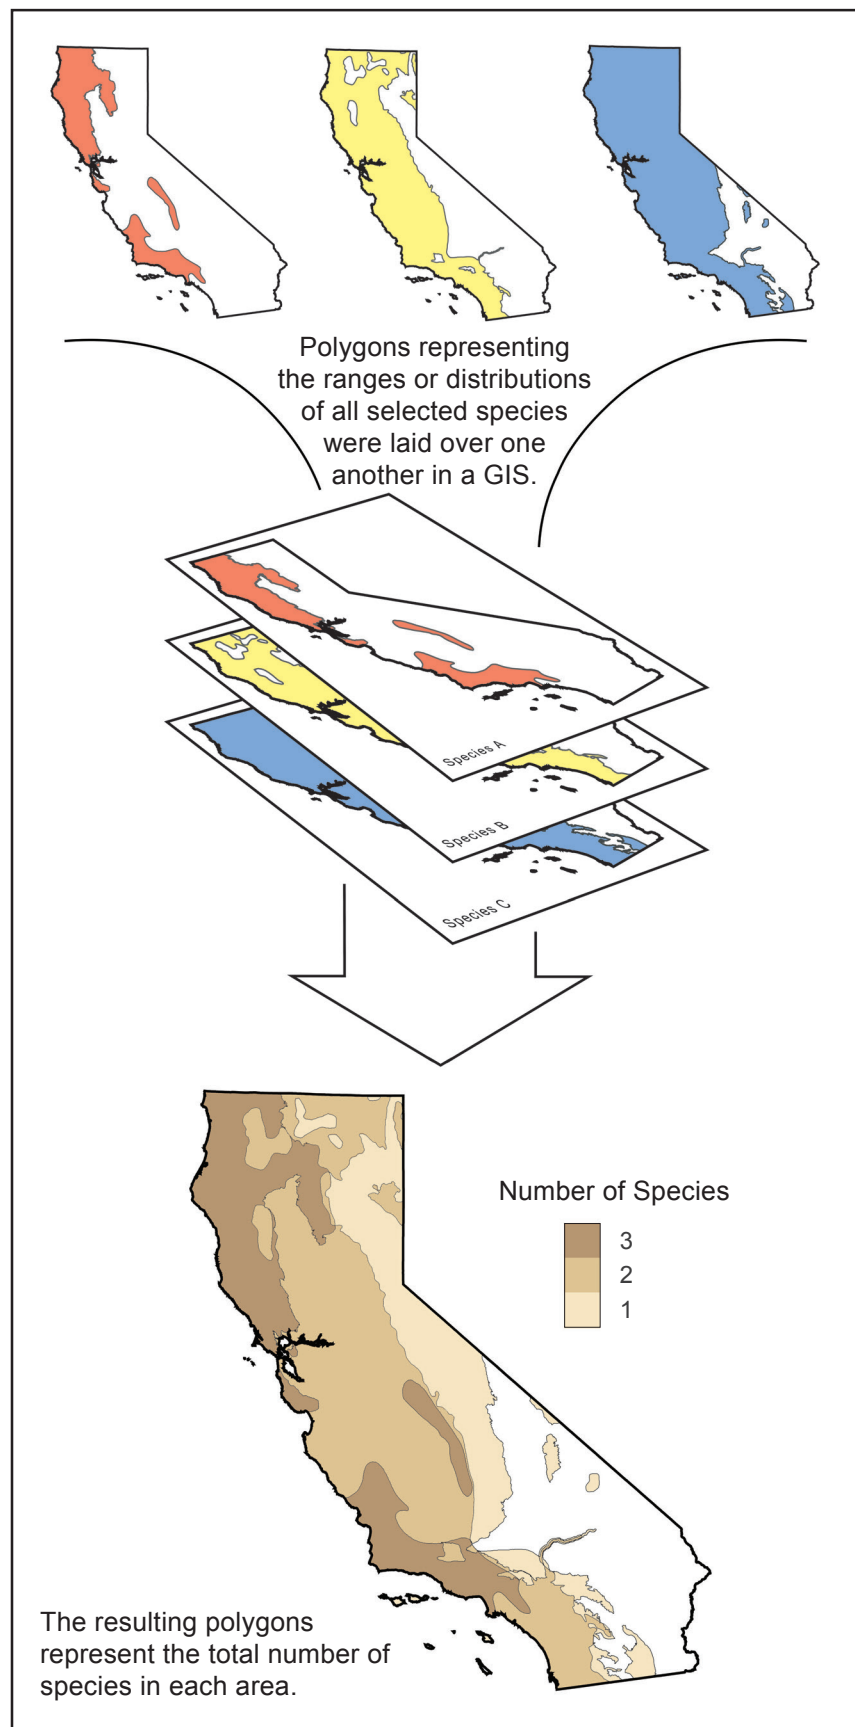 Polygons representing
the ranges or distributions
of all selected species
were laid over one
another in a GIS.
Species A
Species B
Species C
Number of Species
3
2
1
The resulting polygons
represent the total number of
species in each area.